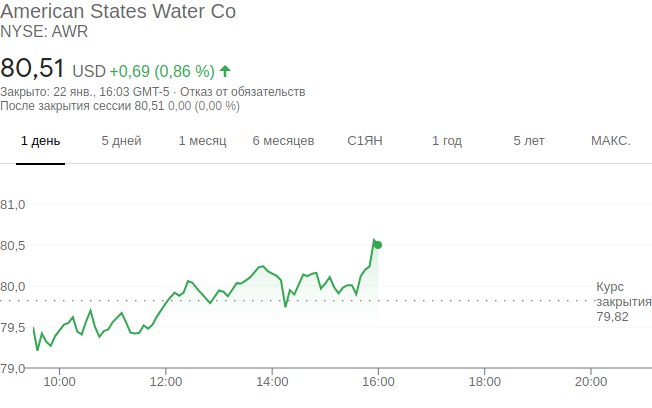 American States Water Co
NYSE: AWR
80,51 USD +0,69 (0,86 %)
Закрыто: 22 янв., 16:03 GMT-5 · Отказ от обязательств
После закрытия сессии 80,51 0,00 (0,00 %)
1 день 5 дней 1 месяц 6 месяцев С1ЯН 1 год 5 лет МАКС.
81,0
80,5
80,0
Курс
закрытия
79,82
79,5
79,0
10:00 12:00 14:00 16:00 18:00 20:00